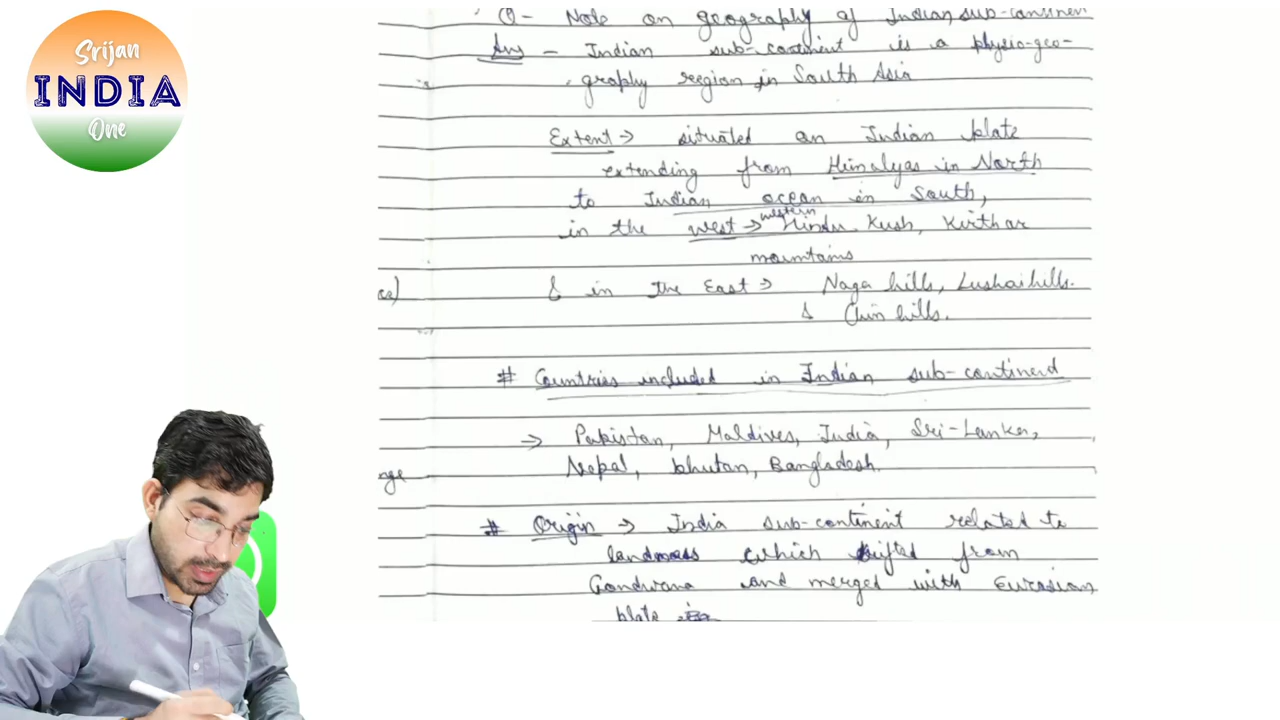 Srijan
INDIA
One
Q- Note on geography of Indian sub-continent
Ans - Indian sub-continent is a physio-geo-
graphy region in South Asia
Extent → situated on Indian plate
extending from Himalyas in North
to Indian ocean in South,
western
in the west → Hindu Kush, Kirthar
mountains
& in the East → Naga hills, Lushai hills.
& Chin hills.
# Countries included in Indian sub-continent
→ Pakistan, Maldives, India, Sri-Lanka,
nge
Nepal, bhutan, Bangladesh.
# Origin → India sub-continent related to
landmass which drifted from
Gondwana and merged with Eurasian
plate